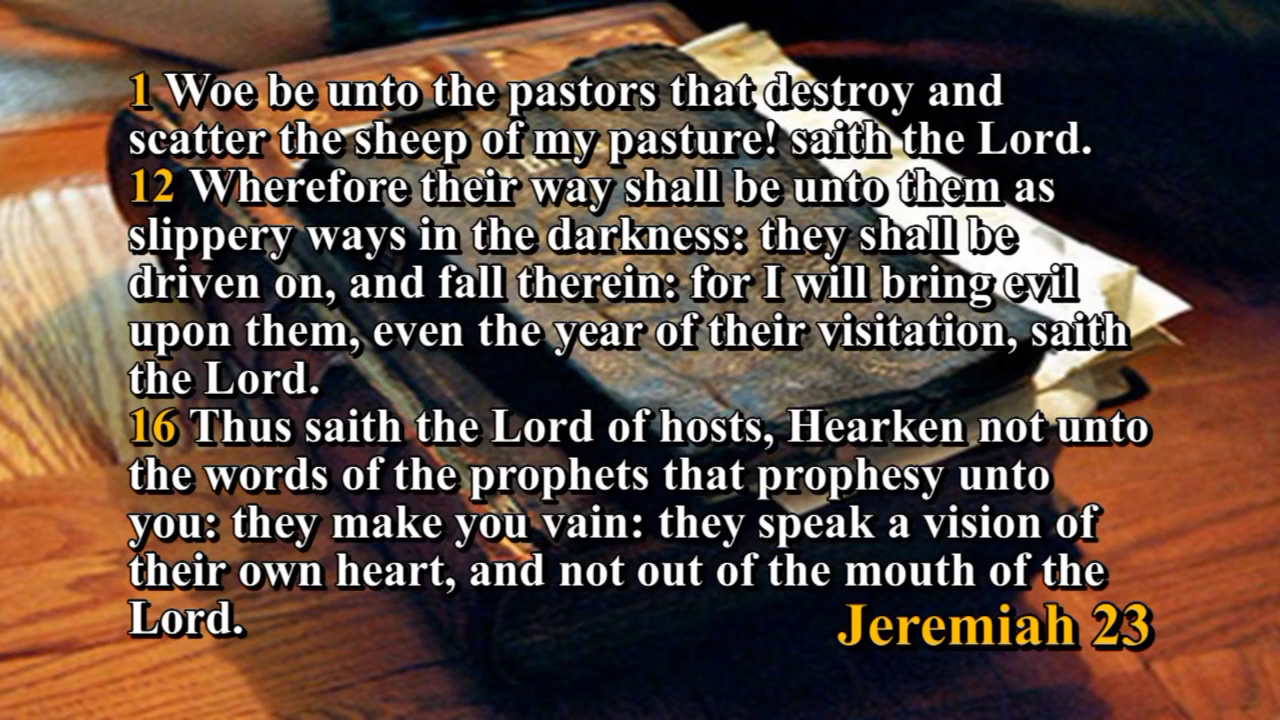 1 Woe be unto the pastors that destroy and
scatter the sheep of my pasture! saith the Lord.
12 Wherefore their way shall be unto them as
slippery ways in the darkness: they shall be
driven on, and fall therein: for I will bring evil
upon them, even the year of their visitation, saith
the Lord.
16 Thus saith the Lord of hosts, Hearken not unto
the words of the prophets that prophesy unto
you: they make you vain: they speak a vision of
their own heart, and not out of the mouth of the
Lord.
Jeremiah 23